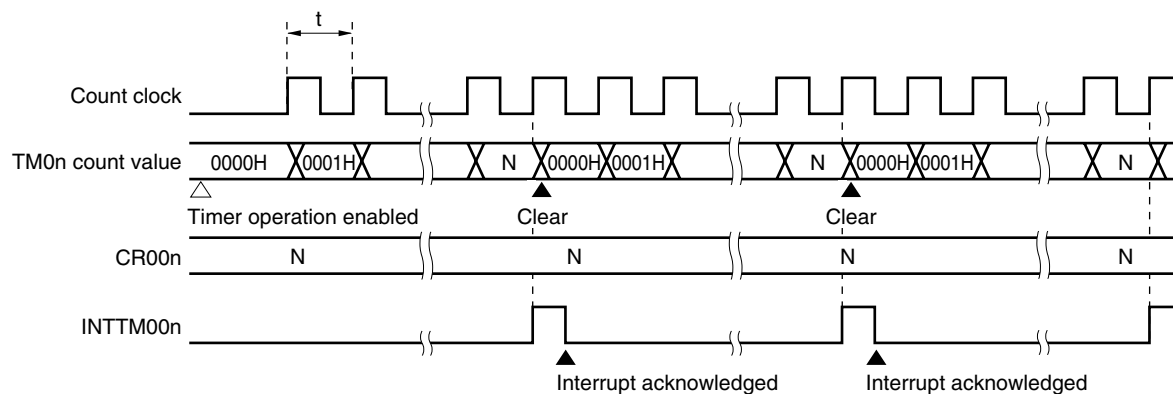 t
Count clock
TM0n count value 0000H 0001H N 0000H 0001H N 0000H 0001H N
Timer operation enabled Clear Clear
CR00n N N N N
INTTM00n
Interrupt acknowledged Interrupt acknowledged